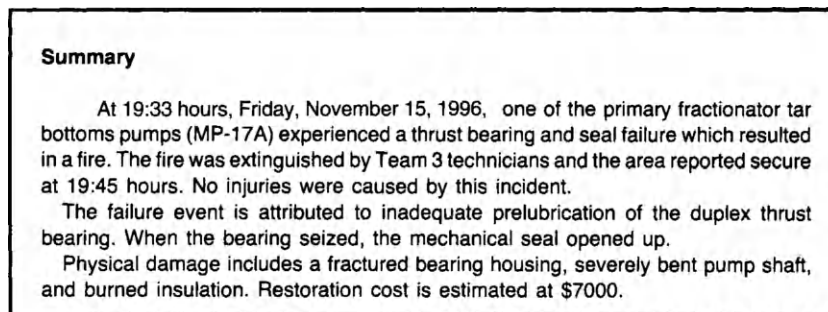 Summary
At 19:33 hours, Friday, November 15, 1996, one of the primary fractionator tar
bottoms pumps (MP-17A) experienced a thrust bearing and seal failure which resulted
in a fire. The fire was extinguished by Team 3 technicians and the area reported secure
at 19:45 hours. No injuries were caused by this incident.
The failure event is attributed to inadequate prelubrication of the duplex thrust
bearing. When the bearing seized, the mechanical seal opened up.
Physical damage includes a fractured bearing housing, severely bent pump shaft,
and burned insulation. Restoration cost is estimated at $7000.